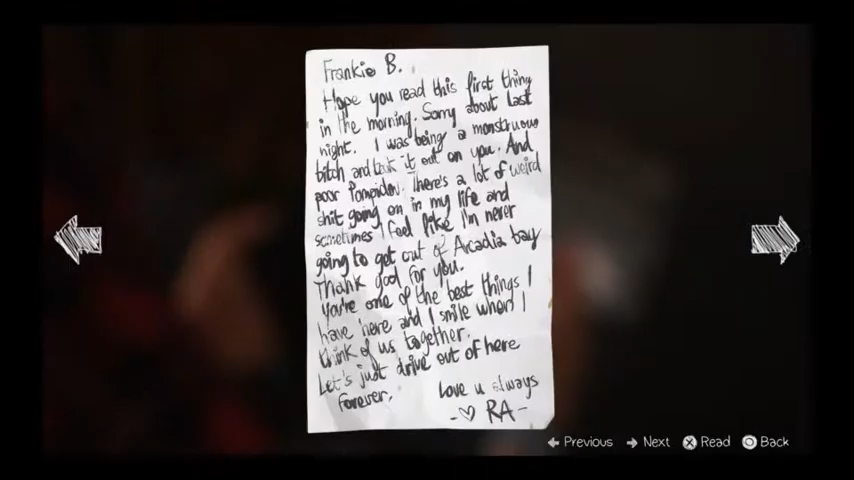 Frankie B.
Hope you read this first thing
in the morning. Sorry about last
night. I was being a monstruous
bitch and took it out on you. And
poor Pompidou. There's a lot of weird
shit going on in my life and
sometimes I feel like I'm never
going to get out of Arcadia bay
Thank god for you.
You're one of the best things I
have here and I smile when I
think of us together.
Let's just drive out of here
forever.
Love u always
-♡ RA-
Previous Next Read Back